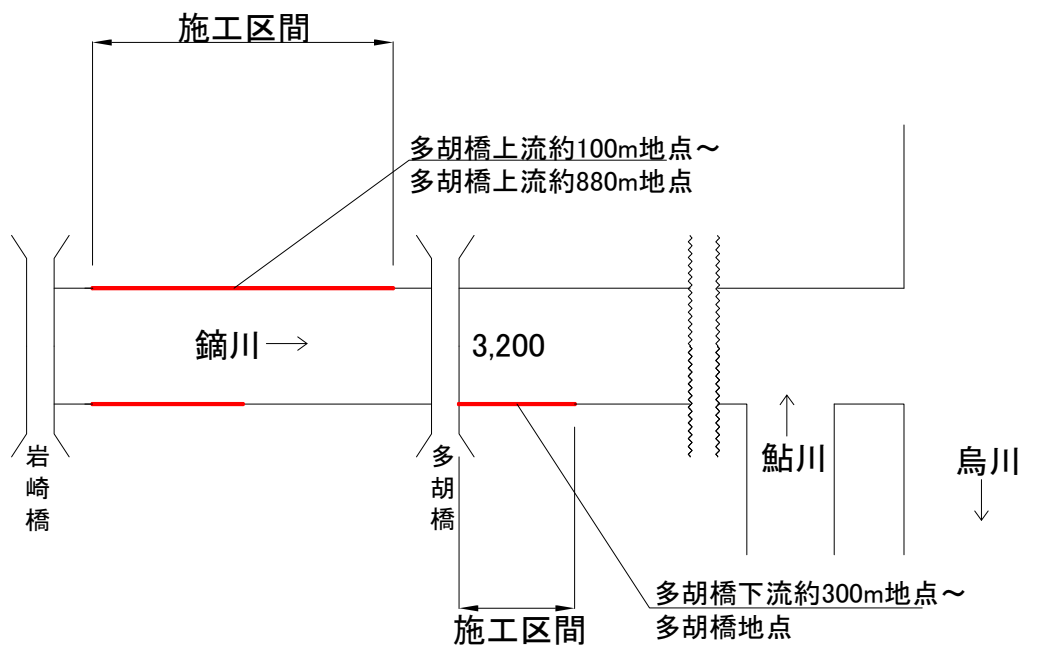 施工区間
多胡橋上流約100m地点～
多胡橋上流約880m地点
鏑川
3,200
岩崎橋
多胡橋
鮎川
烏川
多胡橋下流約300m地点～
多胡橋地点
施工区間